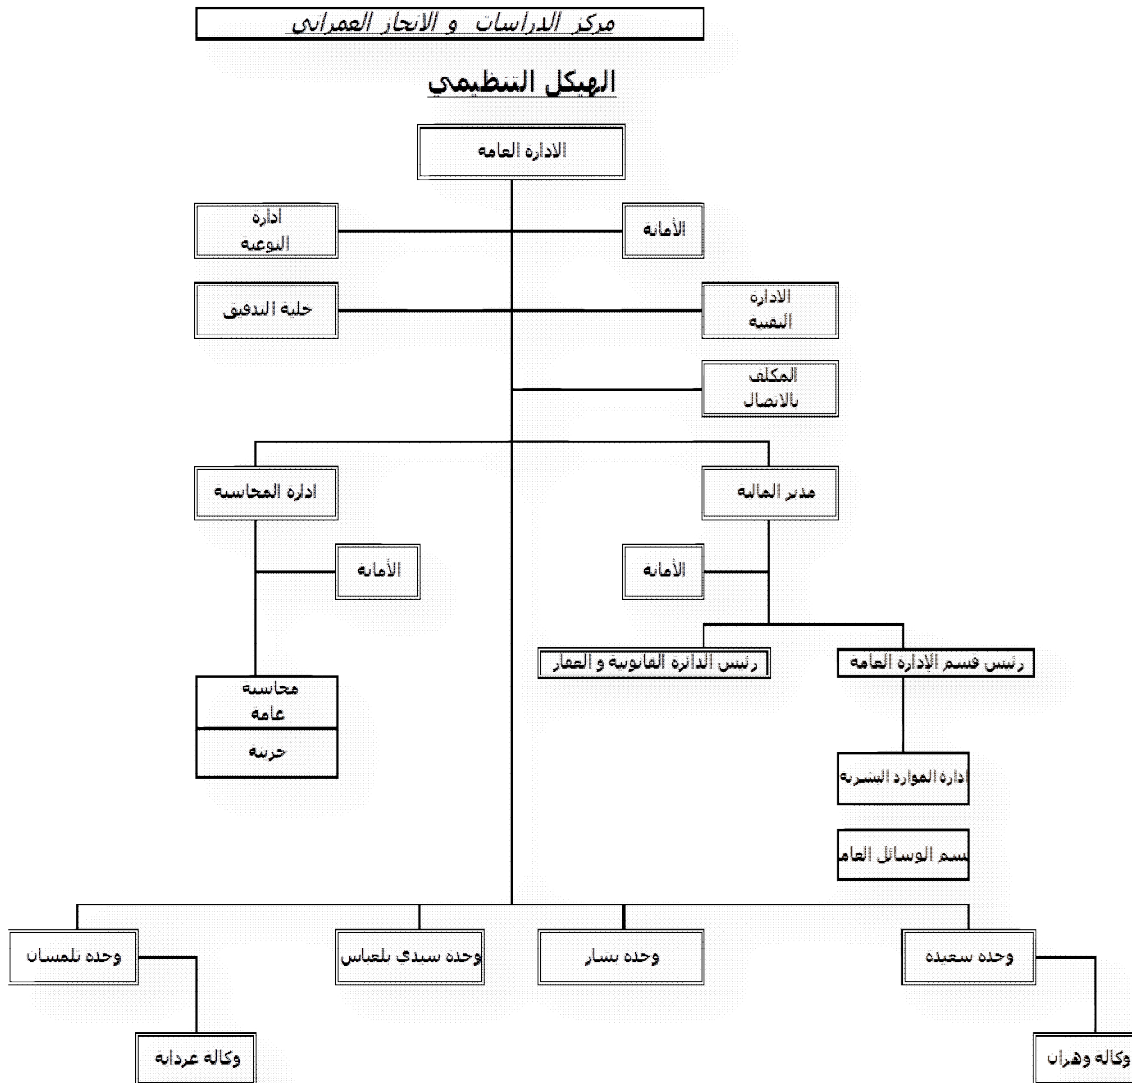 مركز الدراسات و الانجاز العمراني
الهيكل التنظيمي
الادارة العامة
الأمانة
ادارة
النوعية
الادارة
التقنية
خلية التدقيق
المكلف
بالاتصال
مدير المالية
ادارة المحاسبة
الأمانة
الأمانة
رئيس قسم الإدارة العامة
رئيس الدائرة القانونية و العقار
محاسبة
عامة
خزينة
ادارة الموارد البشرية
سم الوسائل العام
وحدة سعيدة
وحدة بشار
وحدة سيدي بلعباس
وحدة تلمسان
وكالة وهران
وكالة غرداية